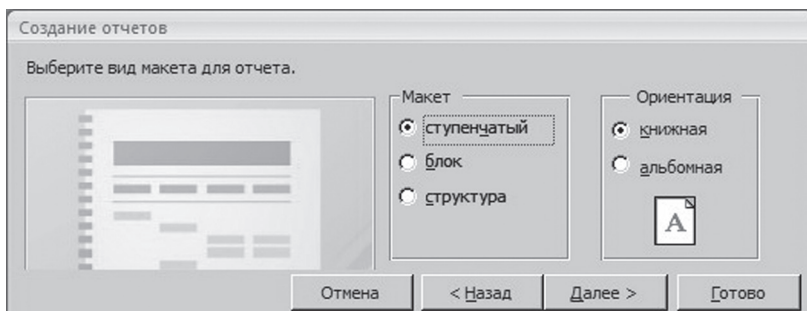 Создание отчетов
Выберите вид макета для отчета.
Макет
ступенчатый
блок
структура
Ориентация
книжная
альбомная
A
Отмена
< Назад
Далее >
Готово